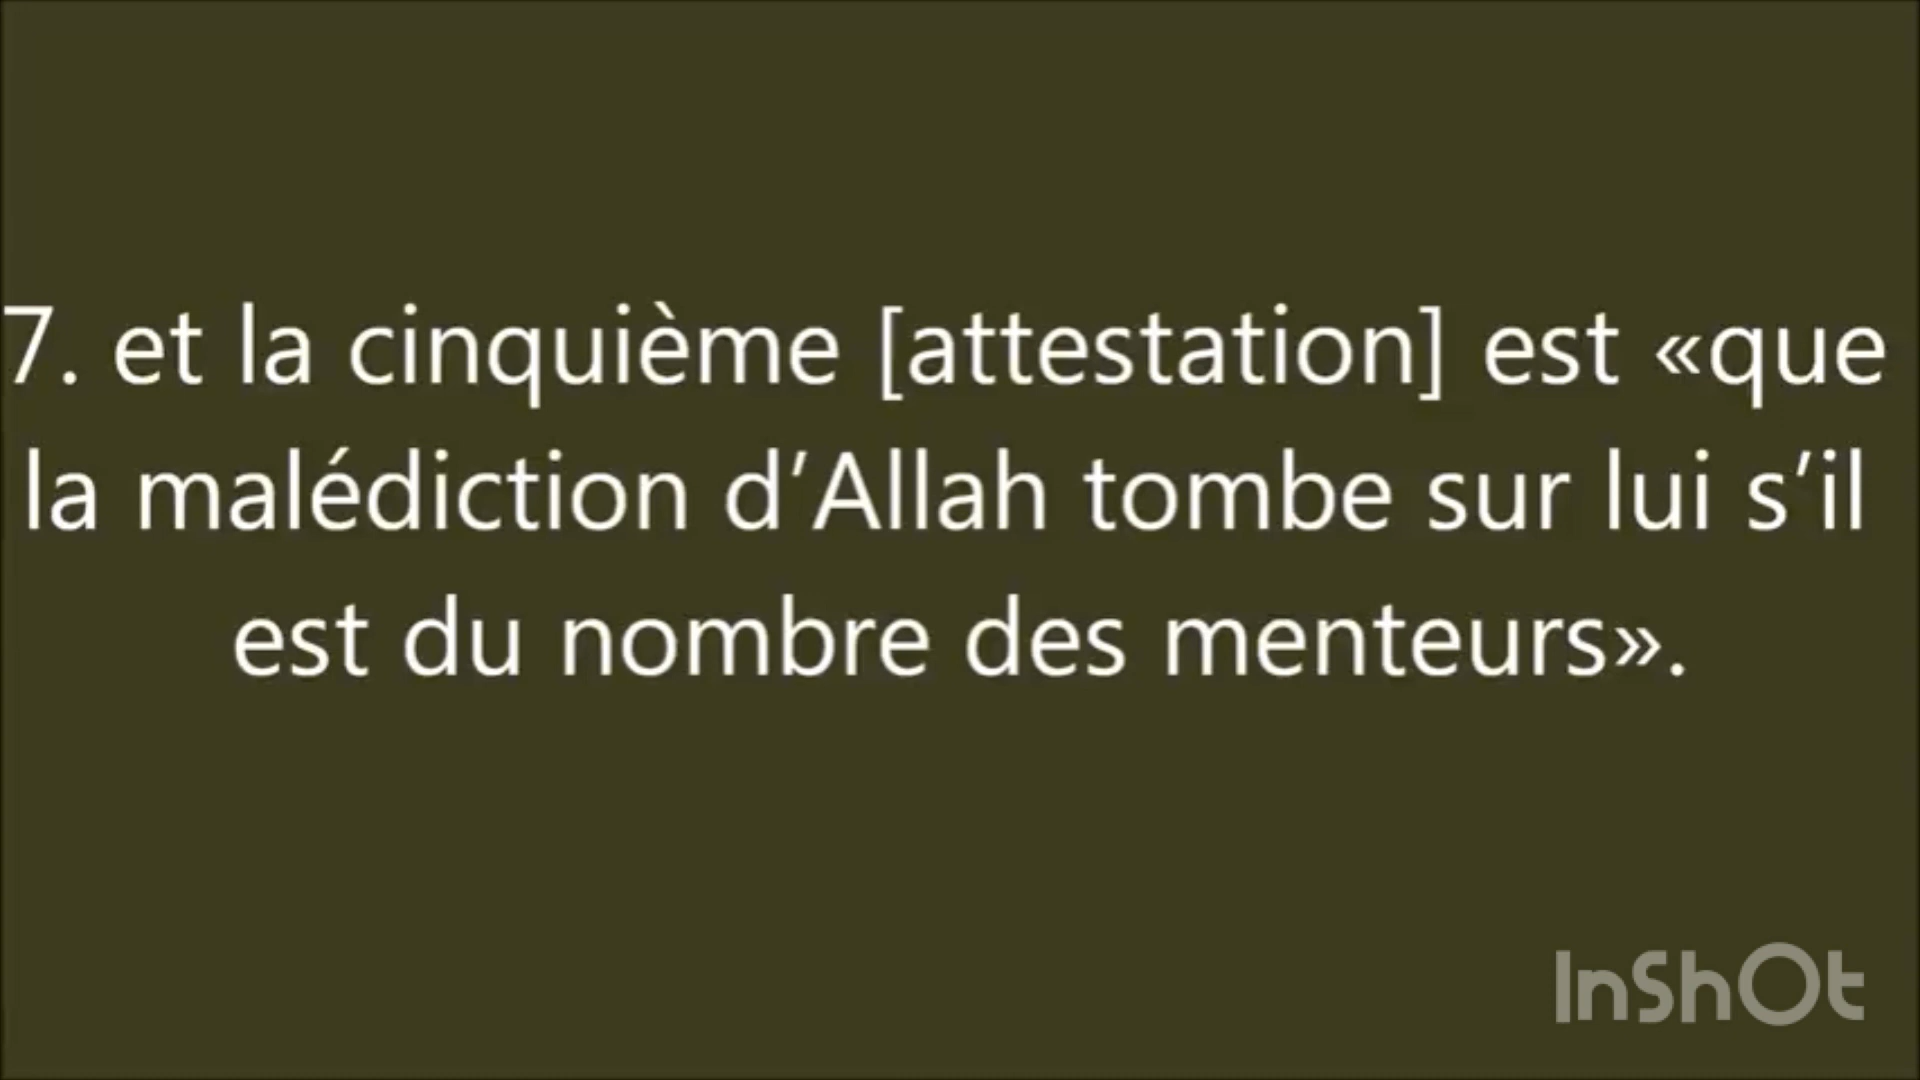 7. et la cinquième [attestation] est «que
la malédiction d’Allah tombe sur lui s’il
est du nombre des menteurs».
InShOt